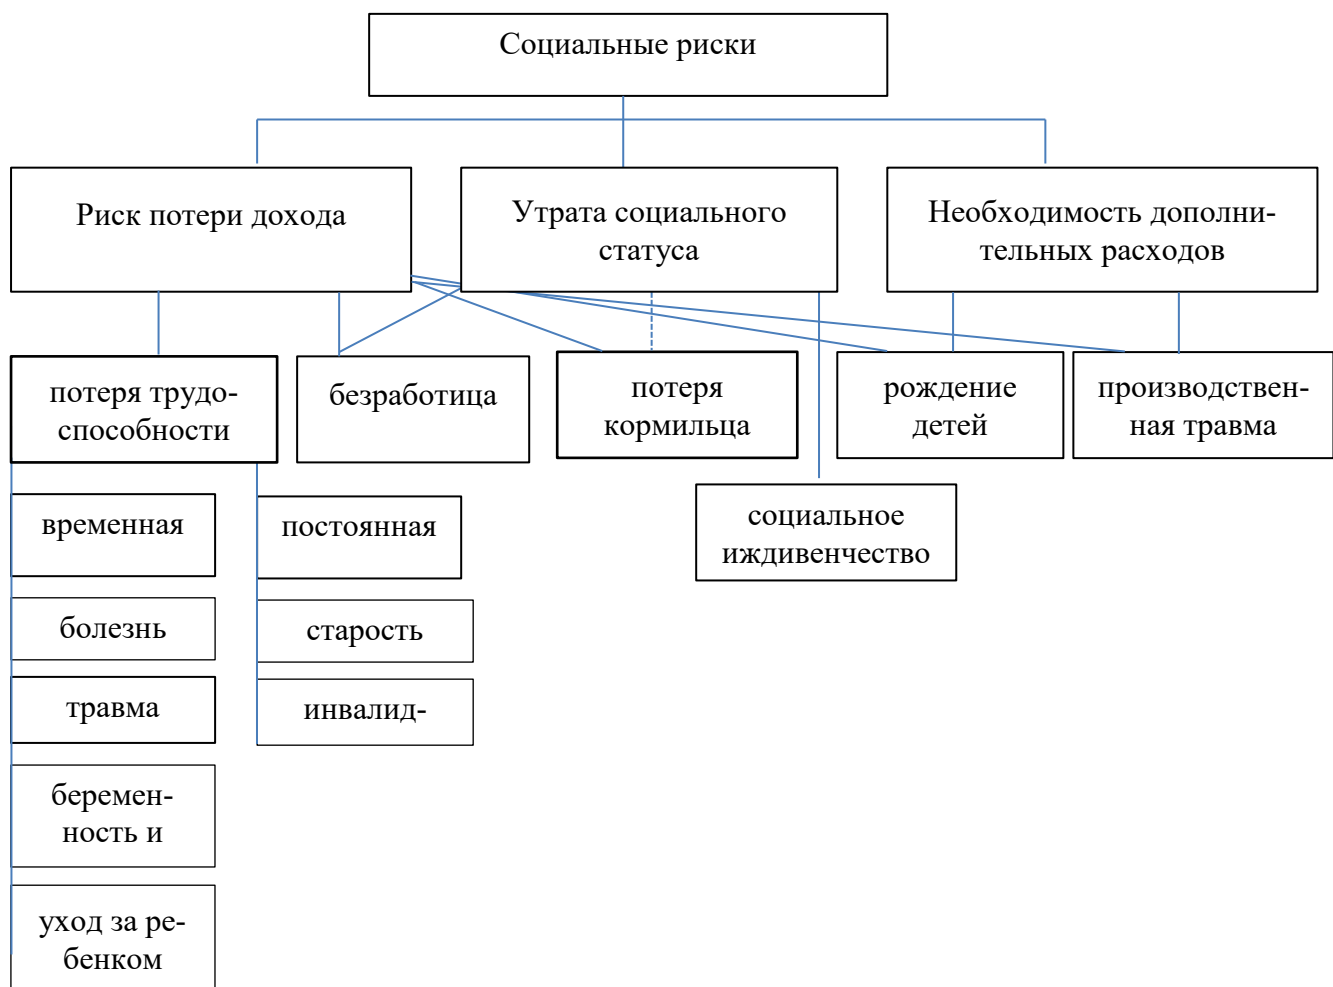 Социальные риски
Риск потери дохода
Утрата социального
статуса
Необходимость дополни-
тельных расходов
потеря трудо-
способности
безработица
потеря
кормильца
рождение
детей
производствен-
ная травма
социальное
иждивенчество
временная
постоянная
болезнь
старость
травма
инвалид-
беремен-
ность и
уход за ре-
бенком